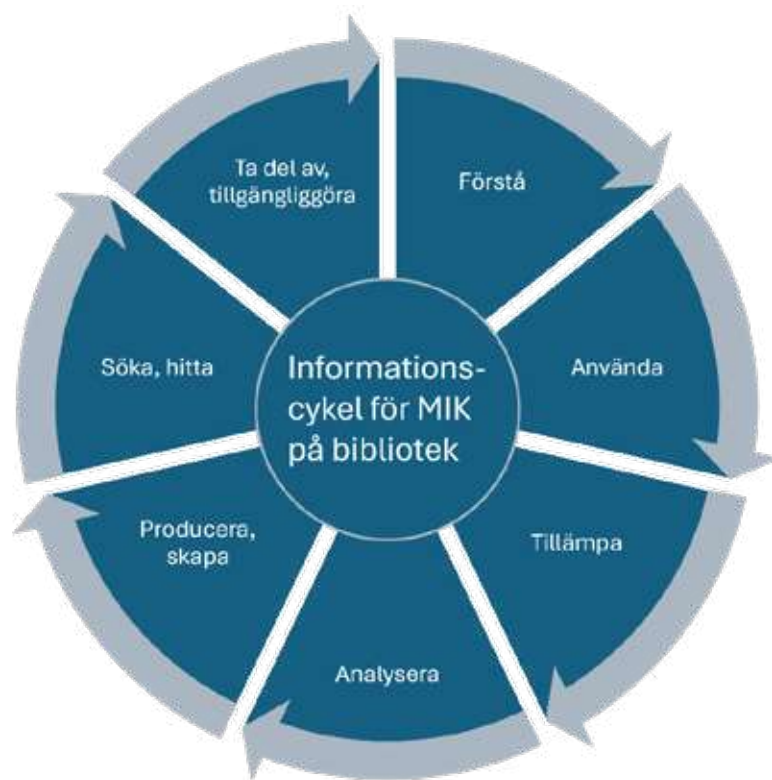 Ta del av,
tillgängliggöra
Förstå
Använda
Tillämpa
Analysera
Producera,
skapa
Söka, hitta
Informations-
cykel för MIK
på bibliotek